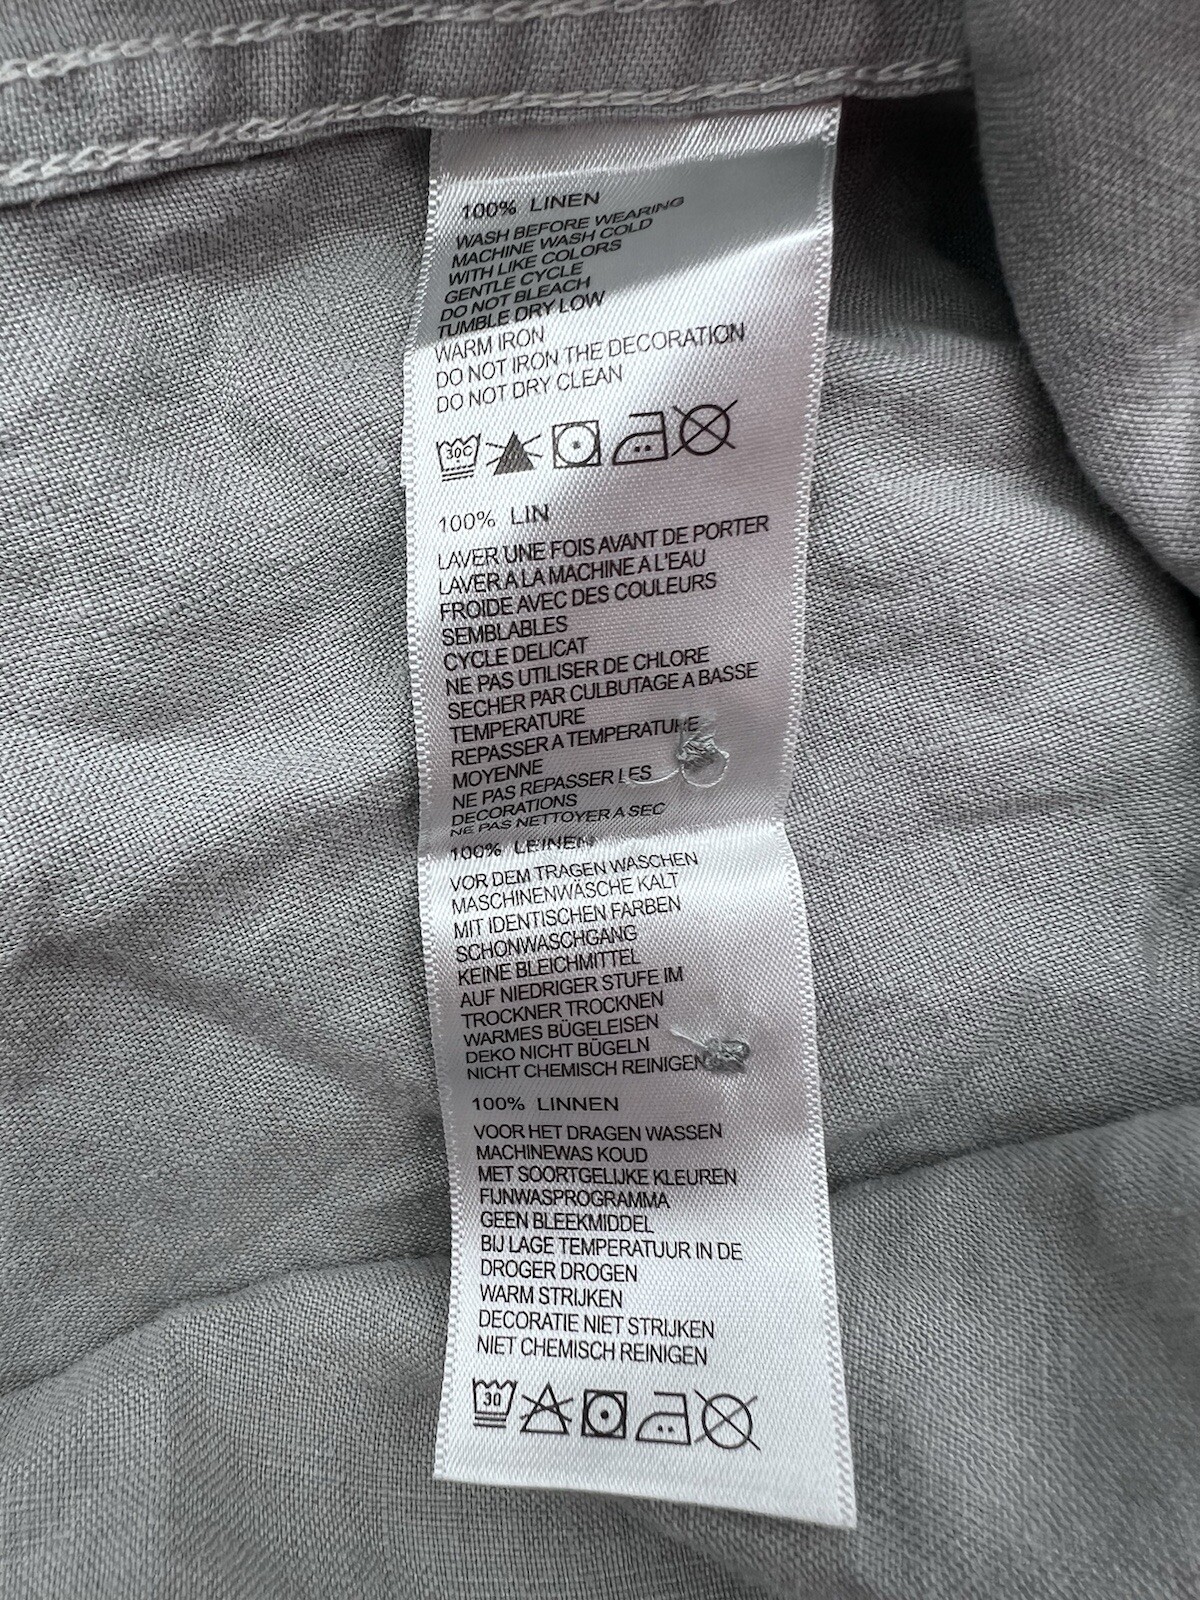 100% LINEN
WASH BEFORE WEARING
MACHINE WASH COLD
WITH LIKE COLORS
GENTLE CYCLE
DO NOT BLEACH
TUMBLE DRY LOW
WARM IRON
DO NOT IRON THE DECORATION
DO NOT DRY CLEAN
30C
100% LIN
LAVER UNE FOIS AVANT DE PORTER
LAVER A LA MACHINE A L'EAU
FROIDE AVEC DES COULEURS
SEMBLABLES
CYCLE DELICAT
NE PAS UTILISER DE CHLORE
SECHER PAR CULBUTAGE A BASSE
TEMPERATURE
REPASSER A TEMPERATURE
MOYENNE
NE PAS REPASSER LES
DECORATIONS
NE PAS NETTOYER A SEC
100% LEINEN
VOR DEM TRAGEN WASCHEN
MASCHINENWÄSCHE KALT
MIT IDENTISCHEN FARBEN
SCHONWASCHGANG
KEINE BLEICHMITTEL
AUF NIEDRIGER STUFE IM
TROCKNER TROCKNEN
WARMES BÜGELEISEN
DEKO NICHT BÜGELN
NICHT CHEMISCH REINIGEN
100% LINNEN
VOOR HET DRAGEN WASSEN
MACHINEWAS KOUD
MET SOORTGELIJKE KLEUREN
FIJNWASPROGRAMMA
GEEN BLEEKMIDDEL
BIJ LAGE TEMPERATUUR IN DE
DROGER DROGEN
WARM STRIJKEN
DECORATIE NIET STRIJKEN
NIET CHEMISCH REINIGEN
30